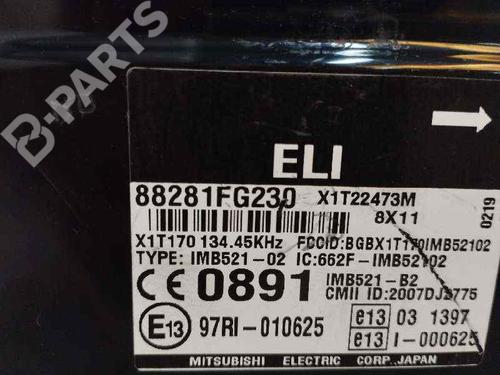 B-PARTS
ELI
88281FG230 X1T22473M
8X11
0219
X1T170 134.45KHz FCCID:BGBX1T170IMB52102
TYPE: IMB521-02 IC:662F-IMB52102
CE 0891 IMB521-B2
CMII ID:2007DJ2775
E13 97RI-010625 e13 03 1397
e13 I-000625
MITSUBISHI ELECTRIC CORP. JAPAN